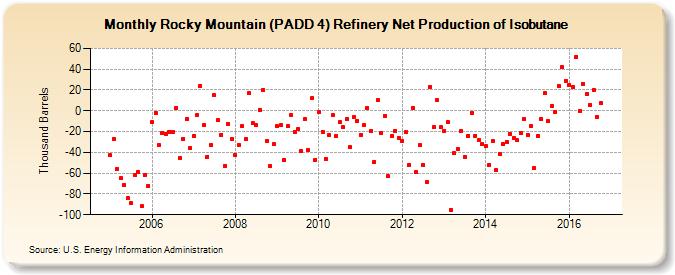 Monthly Rocky Mountain (PADD 4) Refinery Net Production of Isobutane
Thousand Barrels
60
40
20
0
-20
-40
-60
-80
-100
2006 2008 2010 2012 2014 2016
Source: U.S. Energy Information Administration